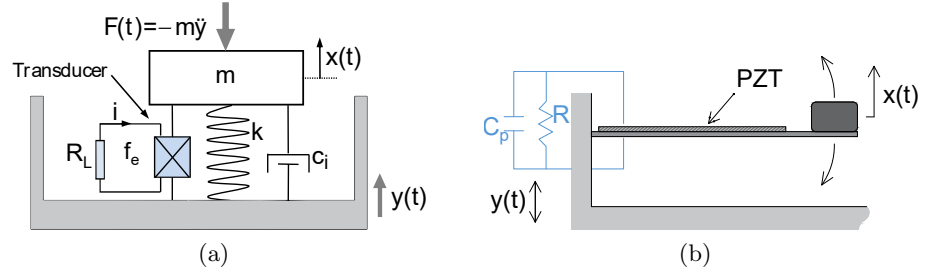 F(t)=-mÿ
x(t)
Transducer
m
i
k
R_L
f_e
c_i
y(t)
(a)
PZT
x(t)
C_p
R
y(t)
(b)